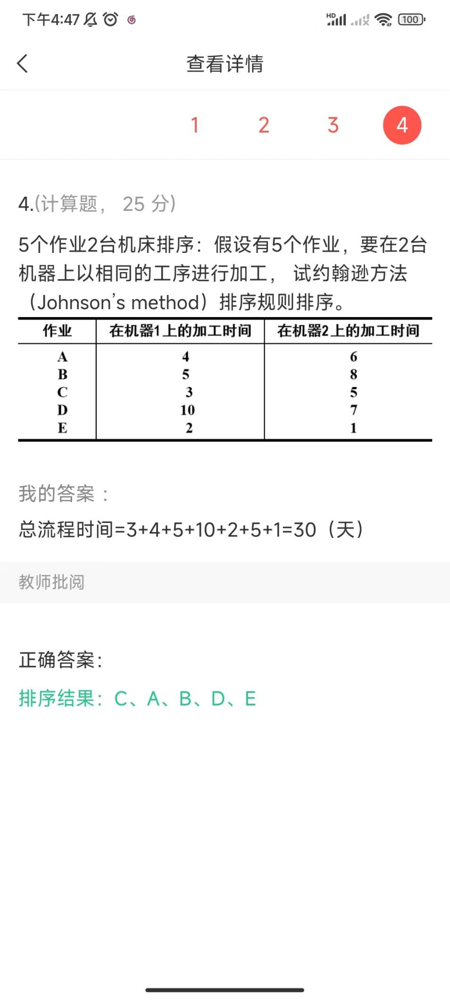 下午4:47
HD
100
查看详情
1 2 3 4
4.(计算题， 25 分)
5个作业2台机床排序：假设有5个作业，要在2台
机器上以相同的工序进行加工， 试约翰逊方法
（Johnson's method）排序规则排序。
作业 在机器1上的加工时间 在机器2上的加工时间
A 4 6
B 5 8
C 3 5
D 10 7
E 2 1
我的答案 ：
总流程时间=3+4+5+10+2+5+1=30（天）
教师批阅
正确答案：
排序结果：C、A、B、D、E